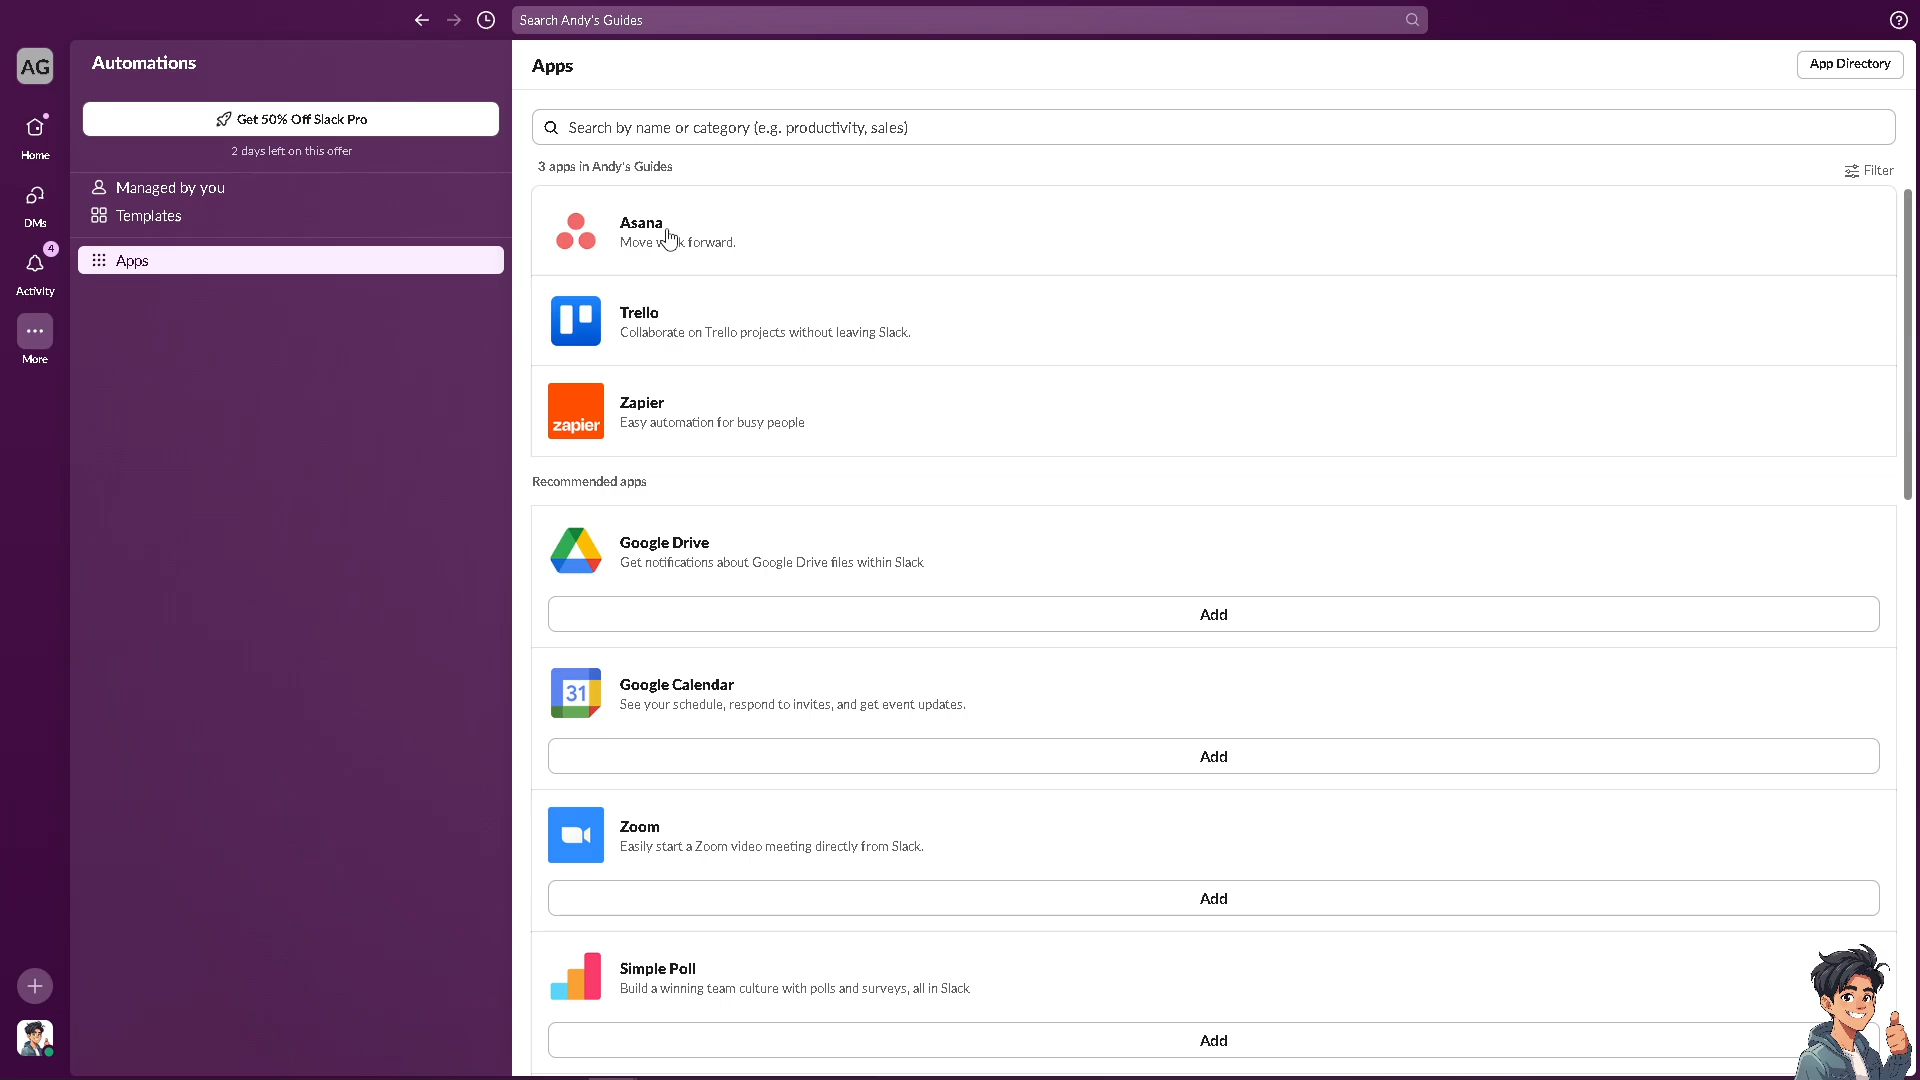 Search Andy's Guides
AG
Automations
Apps
App Directory
Get 50% Off Slack Pro
2 days left on this offer
Search by name or category (e.g. productivity, sales)
3 apps in Andy's Guides
Filter
Home
Managed by you
Templates
Apps
DMs
4
Activity
More
Asana
Move work forward.
Trello
Collaborate on Trello projects without leaving Slack.
zapier
Zapier
Easy automation for busy people
Recommended apps
Google Drive
Get notifications about Google Drive files within Slack
Add
31
Google Calendar
See your schedule, respond to invites, and get event updates.
Add
Zoom
Easily start a Zoom video meeting directly from Slack.
Add
Simple Poll
Build a winning team culture with polls and surveys, all in Slack
Add